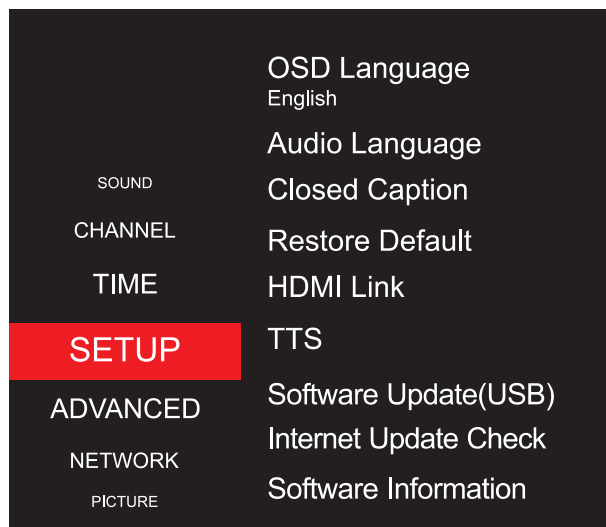 SOUND
CHANNEL
TIME
SETUP
ADVANCED
NETWORK
PICTURE
OSD Language
English
Audio Language
Closed Caption
Restore Default
HDMI Link
TTS
Software Update(USB)
Internet Update Check
Software Information